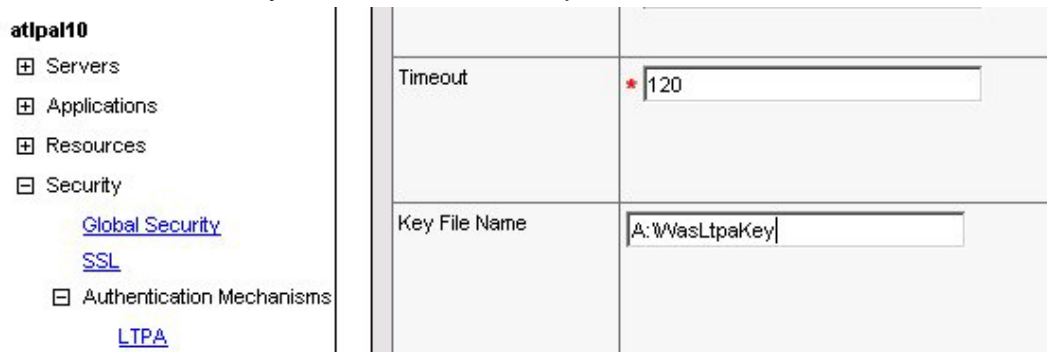 atlpal10
Servers
Applications
Resources
Security
Global Security
SSL
Authentication Mechanisms
LTPA
Timeout
* 120
Key File Name
A:\WasLtpaKey